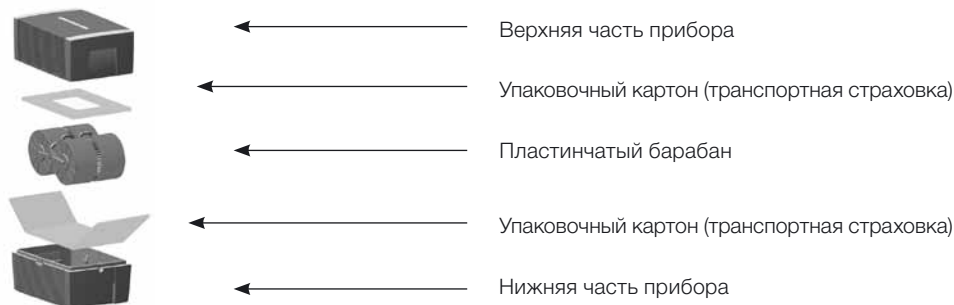 Верхняя часть прибора
Упаковочный картон (транспортная страховка)
Пластинчатый барабан
Упаковочный картон (транспортная страховка)
Нижняя часть прибора